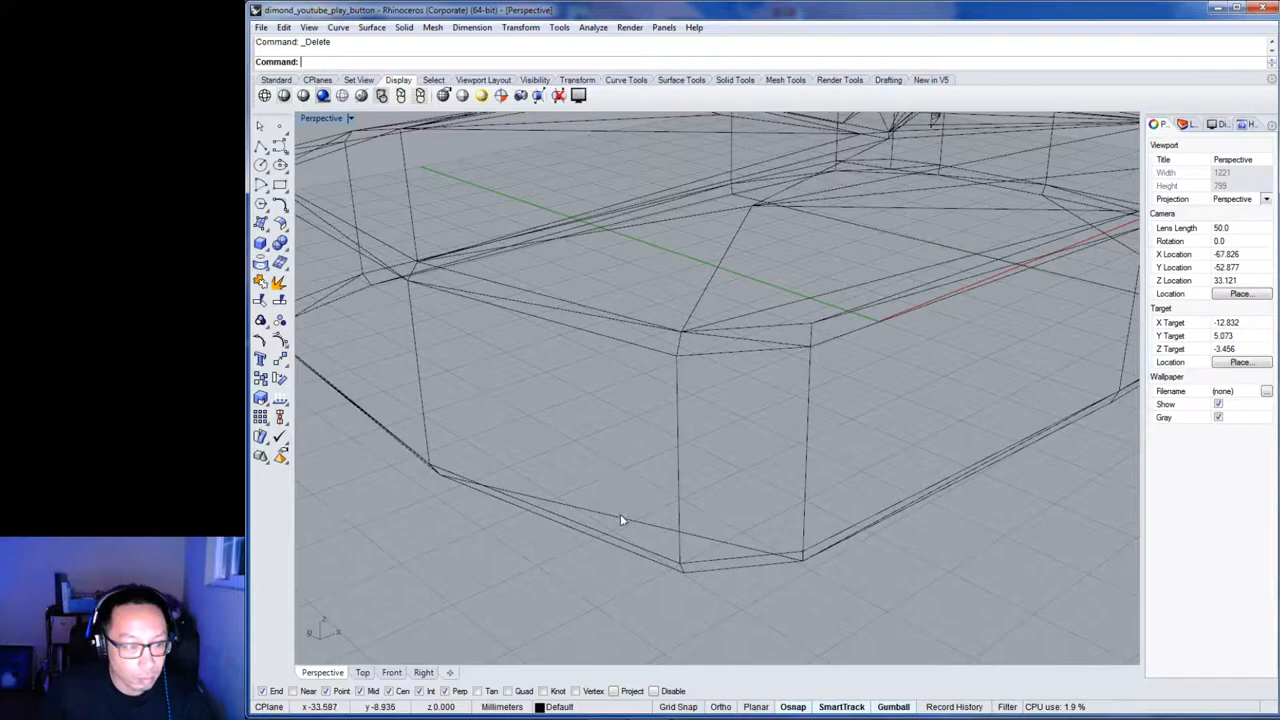 dimond_youtube_play_button - Rhinoceros (Corporate) (64-bit) - [Perspective]
File Edit View Curve Surface Solid Mesh Dimension Transform Tools Analyze Render Panels Help
Command: _Delete
Command:
Standard CPlanes Set View Display Select Viewport Layout Visibility Transform Curve Tools Surface Tools Solid Tools Mesh Tools Render Tools Drafting New in V5
Perspective
P... L... Di... H...
Viewport
Title Perspective
Width 1221
Height 799
Projection Perspective
Camera
Lens Length 50.0
Rotation 0.0
X Location -67.826
Y Location -52.877
Z Location 33.121
Location Place...
Target
X Target -12.832
Y Target 5.073
Z Target -3.456
Location Place...
Wallpaper
Filename (none) ...
Show
Gray
z
y x
Perspective Top Front Right
End Near Point Mid Cen Int Perp Tan Quad Knot Vertex Project Disable
CPlane x -33.597 y -8.935 z 0.000 Millimeters Default Grid Snap Ortho Planar Osnap SmartTrack Gumball Record History Filter CPU use: 1.9 %